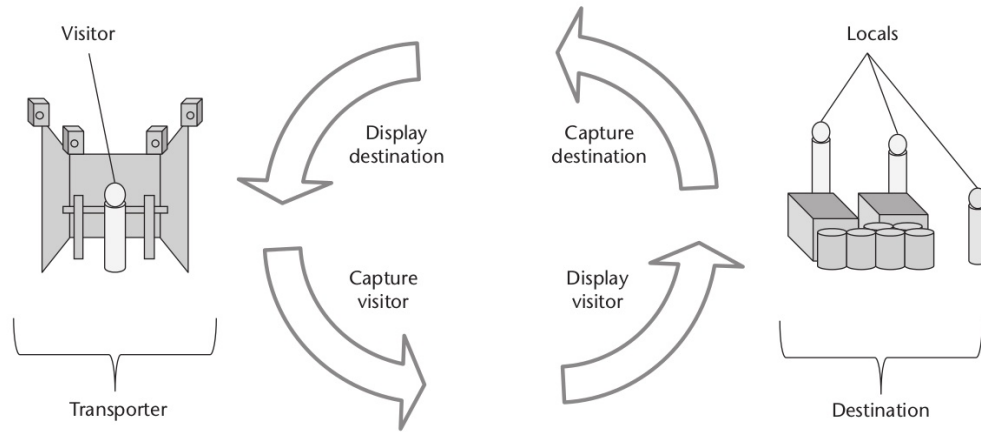 Visitor
Locals
Display
destination
Capture
destination
Capture
visitor
Display
visitor
Transporter
Destination